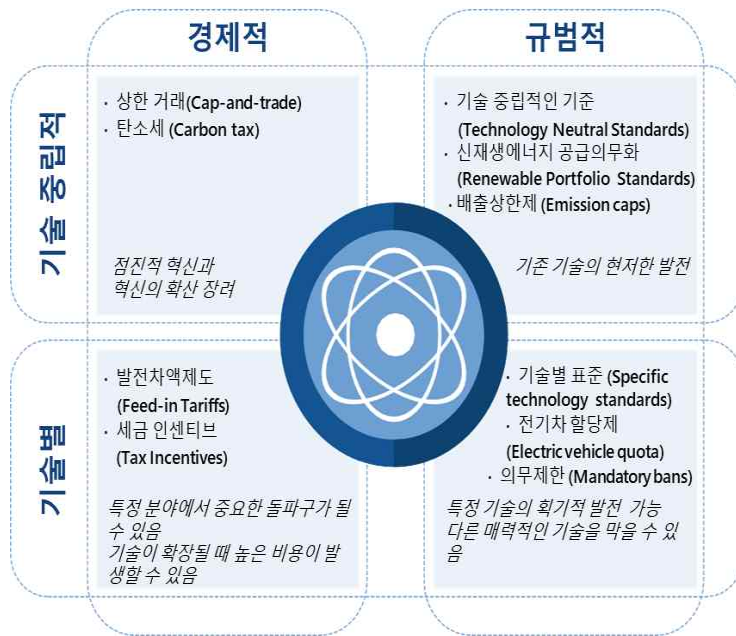 경제적
규범적
기술 중립적
· 상한 거래(Cap-and-trade)
· 탄소세 (Carbon tax)
점진적 혁신과
혁신의 확산 장려
· 기술 중립적인 기준
(Technology Neutral Standards)
· 신재생에너지 공급의무화
(Renewable Portfolio Standards)
· 배출상한제 (Emission caps)
기존 기술의 현저한 발전
기술별
· 발전차액제도
(Feed-in Tariffs)
· 세금 인센티브
(Tax Incentives)
특정 분야에서 중요한 돌파구가 될
수 있음
기술이 확장될 때 높은 비용이 발
생할 수 있음
· 기술별 표준 (Specific
technology standards)
· 전기차 할당제
(Electric vehicle quota)
· 의무제한 (Mandatory bans)
특정 기술의 획기적 발전 가능
다른 매력적인 기술을 막을 수 있
음